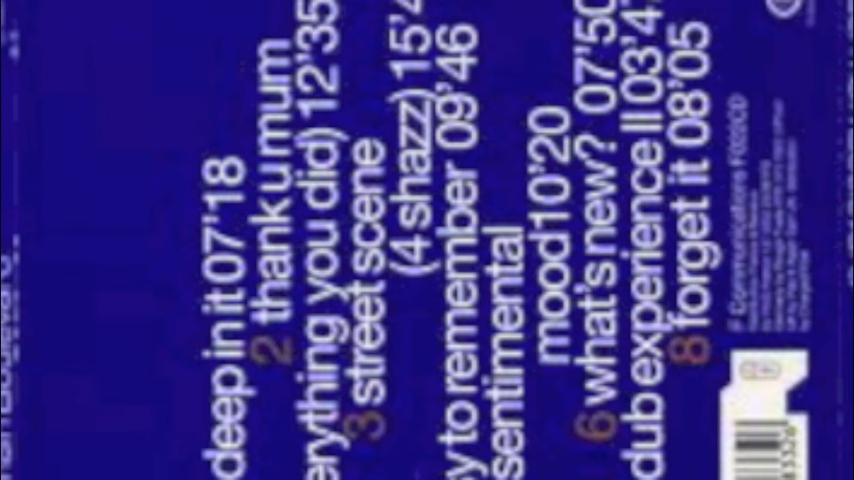 deep in it 07'18
2 thank u mum
erything you did) 12'35
3 street scene
(4 shazz) 15'4
y to remember 09'46
sentimental
mood 10'20
6 what's new? 07'50
dub experience II 03'4
8 forget it 08'05
F Communications F022CD